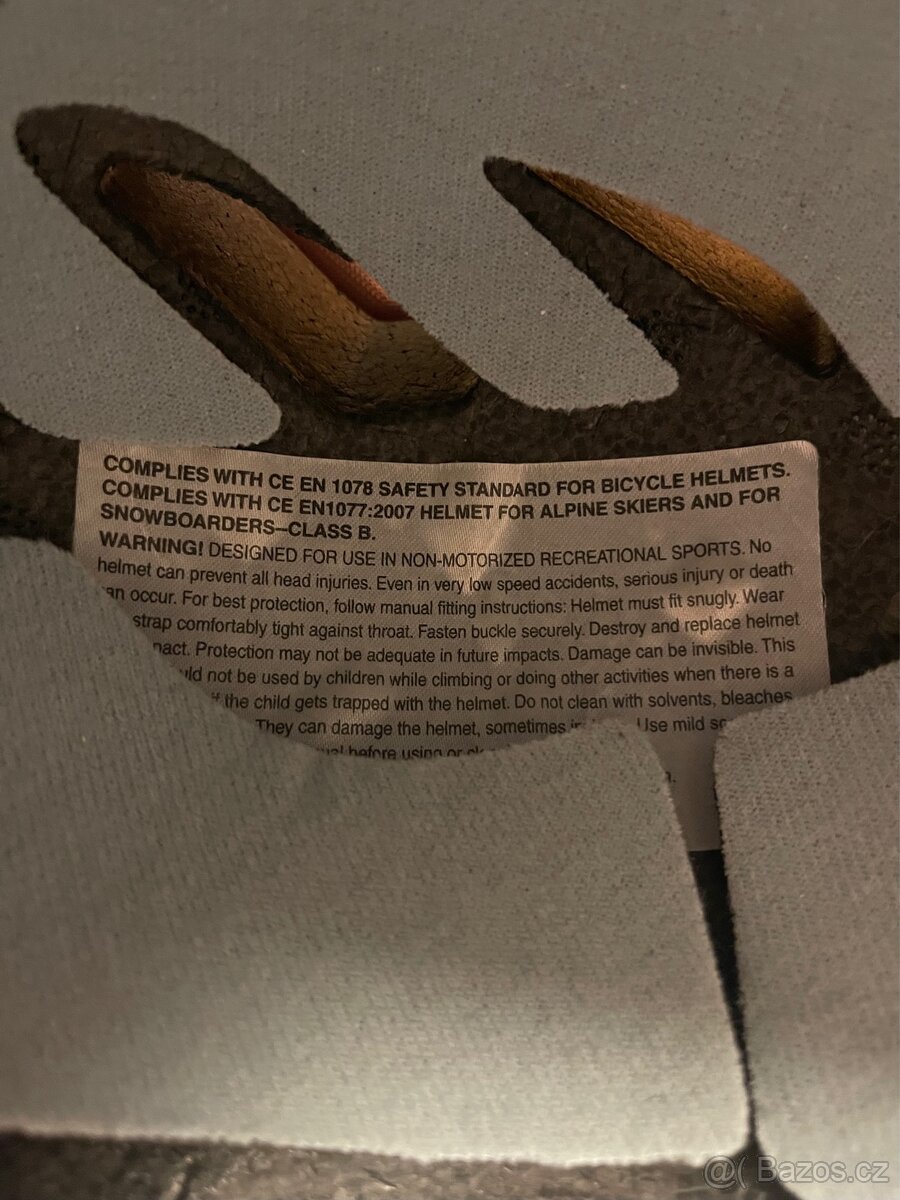 COMPLIES WITH CE EN 1078 SAFETY STANDARD FOR BICYCLE HELMETS.
COMPLIES WITH CE EN1077:2007 HELMET FOR ALPINE SKIERS AND FOR
SNOWBOARDERS–CLASS B.
WARNING! DESIGNED FOR USE IN NON-MOTORIZED RECREATIONAL SPORTS. No
helmet can prevent all head injuries. Even in very low speed accidents, serious injury or death
occur. For best protection, follow manual fitting instructions: Helmet must fit snugly. Wear
strap comfortably tight against throat. Fasten buckle securely. Destroy and replace helmet
Protection may not be adequate in future impacts. Damage can be invisible. This
not be used by children while climbing or doing other activities when there is a
the child gets trapped with the helmet. Do not clean with solvents, bleaches
They can damage the helmet, sometimes Use mild
before using or
@( Bazos.cz